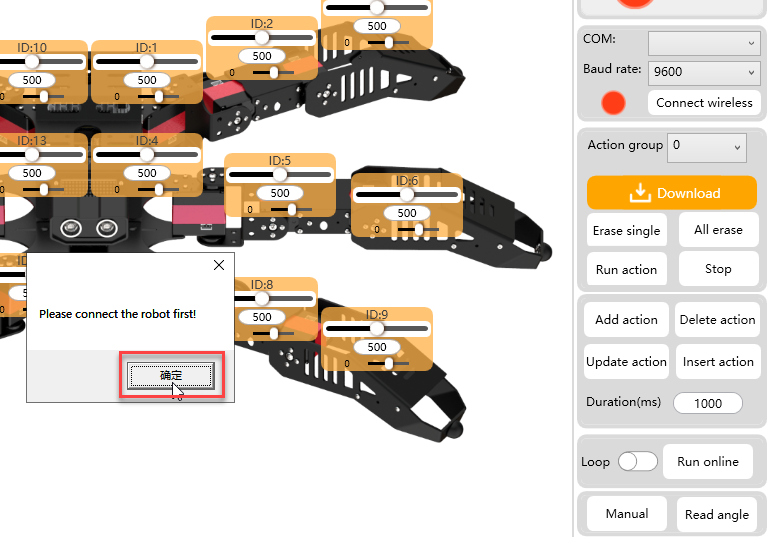 ID:2
500
0
500
0
ID:10
500
0
ID:1
500
0
ID:13
500
0
ID:4
500
0
ID:5
500
0
ID:6
500
0
ID:8
500
0
ID:9
500
0
Please connect the robot first!
确定
COM:
Baud rate: 9600
Connect wireless
Action group 0
Download
Erase single All erase
Run action Stop
Add action Delete action
Update action Insert action
Duration(ms) 1000
Loop Run online
Manual Read angle